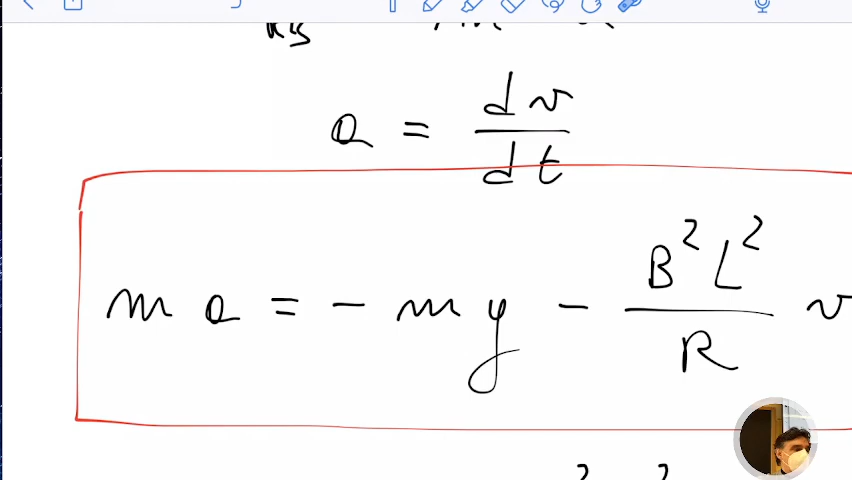 a = dv/dt
ma = - mg - B²L²/R v